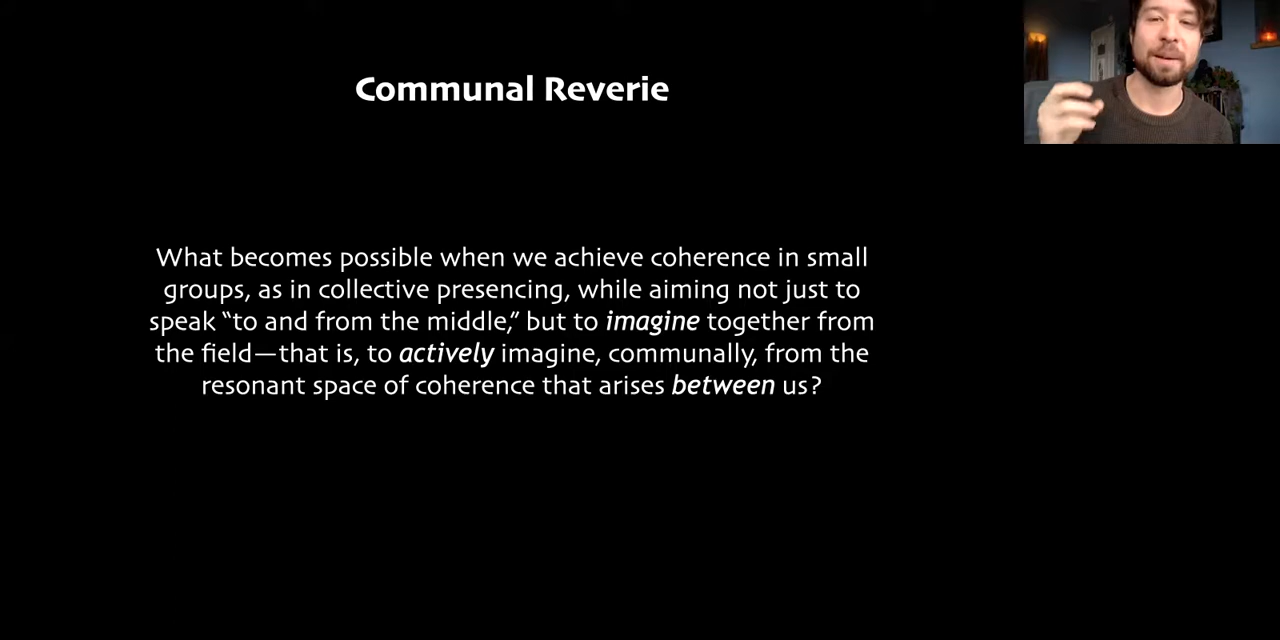 Communal Reverie
What becomes possible when we achieve coherence in small
groups, as in collective presencing, while aiming not just to
speak “to and from the middle,” but to imagine together from
the field—that is, to actively imagine, communally, from the
resonant space of coherence that arises between us?